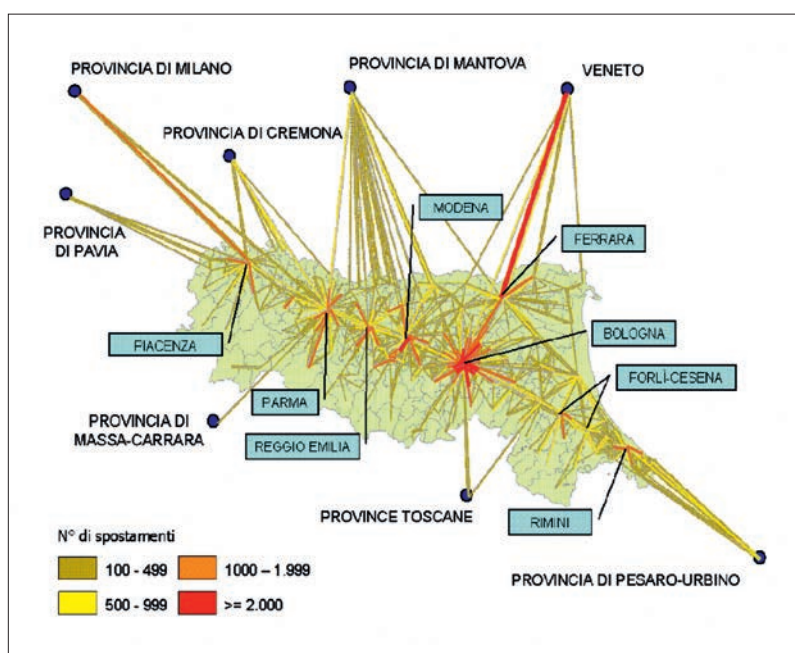 PROVINCIA DI MILANO
PROVINCIA DI MANTOVA
VENETO
PROVINCIA DI CREMONA
MODENA
PROVINCIA
DI PAVIA
FERRARA
PIACENZA
BOLOGNA
FORLÌ-CESENA
PARMA
PROVINCIA DI
MASSA-CARRARA
REGGIO EMILIA
PROVINCE TOSCANE
RIMINI
N° di spostamenti
100 - 499
1000 – 1.999
500 - 999
>= 2.000
PROVINCIA DI PESARO-URBINO